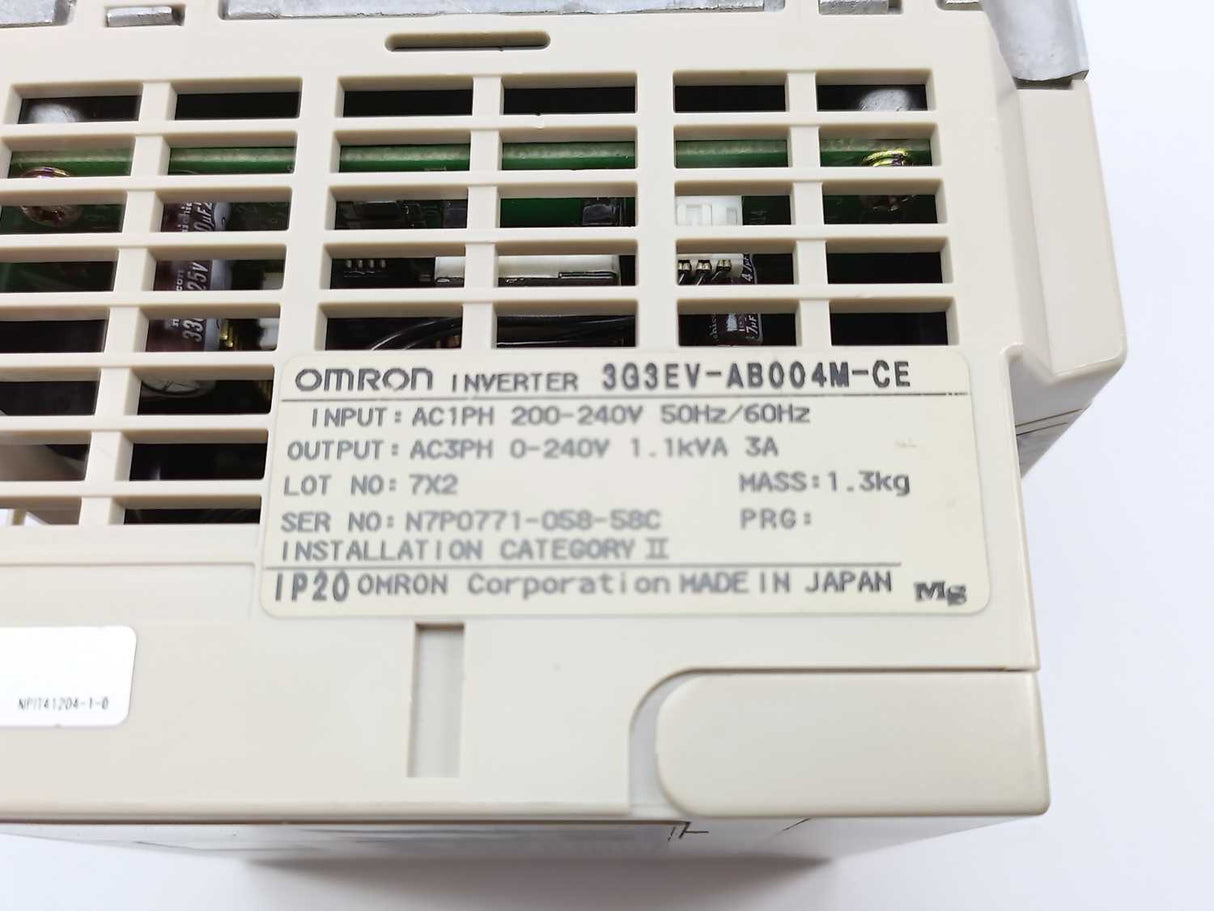 OMRON INVERTER 3G3EV-AB004M-CE
INPUT: AC1PH 200-240V 50Hz/60Hz
OUTPUT: AC3PH 0-240V 1.1kVA 3A
LOT NO: 7X2 MASS: 1.3kg
SER NO: N7P0771-058-58C PRG:
INSTALLATION CATEGORY II
IP20 OMRON Corporation MADE IN JAPAN Mg
NPIT41204-1-0
25V